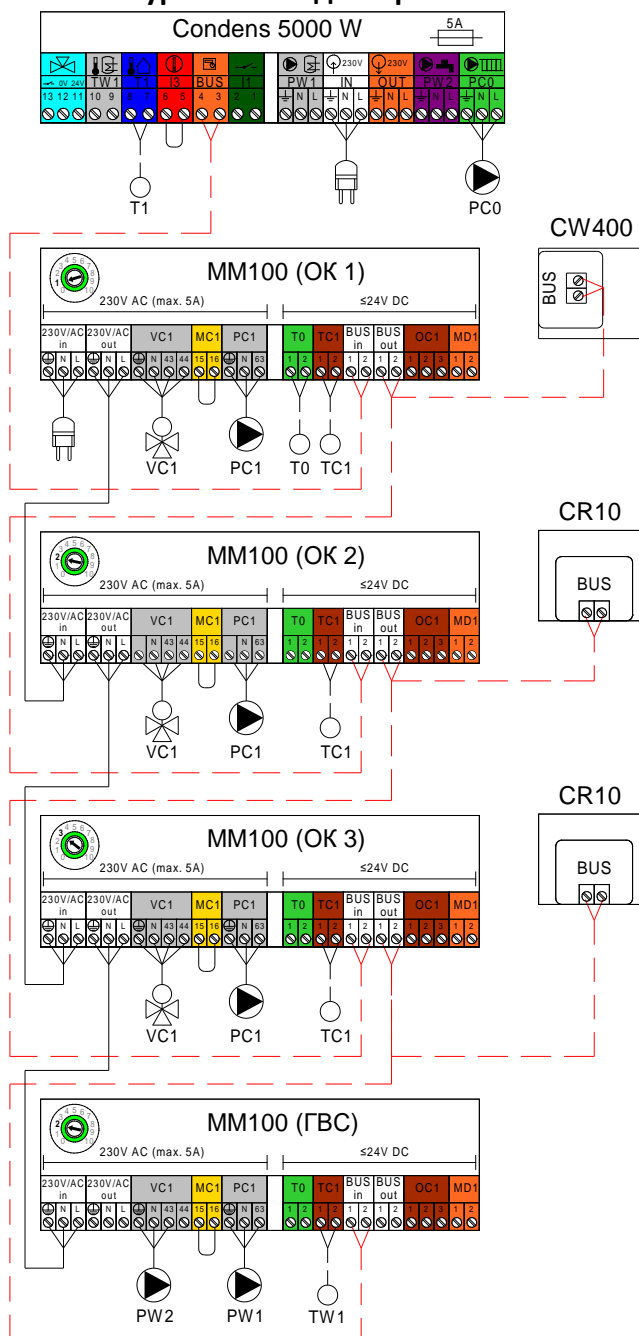 Condens 5000 W
5A
230V 230V
0V 24V TW1 T1 I3 BUS I1 PW1 IN OUT PW2 PC0
13 12 11 10 9 8 7 6 5 4 3 2 1 N L N L N L N L N L
T1
PC0
CW400
BUS
MM100 (ОК 1)
230V AC (max. 5A) ≤24V DC
230V/AC in 230V/AC out VC1 MC1 PC1 T0 TC1 BUS in BUS out OC1 MD1
N L N L N 43 44 15 16 N 63 1 2 1 2 1 2 1 2 1 2 3 1 2
VC1 PC1 T0 TC1
CR10
BUS
MM100 (ОК 2)
230V AC (max. 5A) ≤24V DC
230V/AC in 230V/AC out VC1 MC1 PC1 T0 TC1 BUS in BUS out OC1 MD1
N L N L N 43 44 15 16 N 63 1 2 1 2 1 2 1 2 1 2 3 1 2
VC1 PC1 TC1
CR10
BUS
MM100 (ОК 3)
230V AC (max. 5A) ≤24V DC
230V/AC in 230V/AC out VC1 MC1 PC1 T0 TC1 BUS in BUS out OC1 MD1
N L N L N 43 44 15 16 N 63 1 2 1 2 1 2 1 2 1 2 3 1 2
VC1 PC1 TC1
MM100 (ГВС)
230V AC (max. 5A) ≤24V DC
230V/AC in 230V/AC out VC1 MC1 PC1 T0 TC1 BUS in BUS out OC1 MD1
N L N L N 43 44 15 16 N 63 1 2 1 2 1 2 1 2 1 2 3 1 2
PW2 PW1 TW1